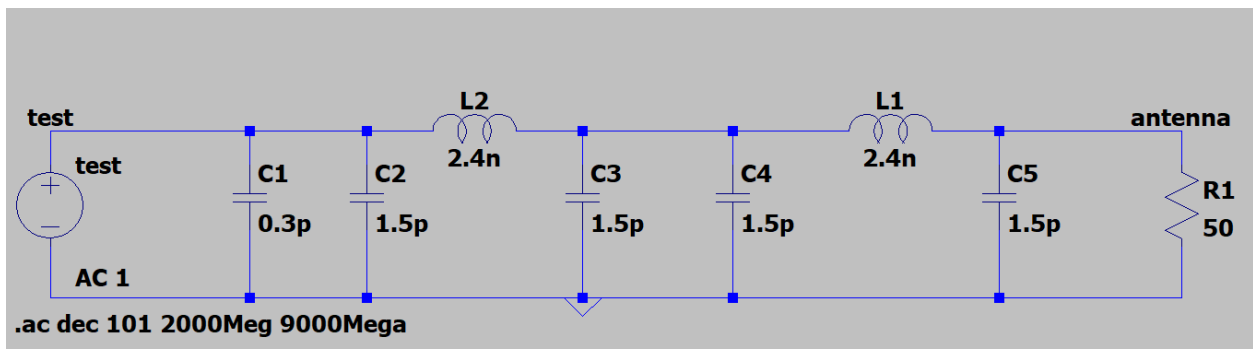 test
test
AC 1
.ac dec 101 2000Meg 9000Mega
C1
0.3p
C2
1.5p
L2
2.4n
C3
1.5p
C4
1.5p
L1
2.4n
C5
1.5p
antenna
R1
50